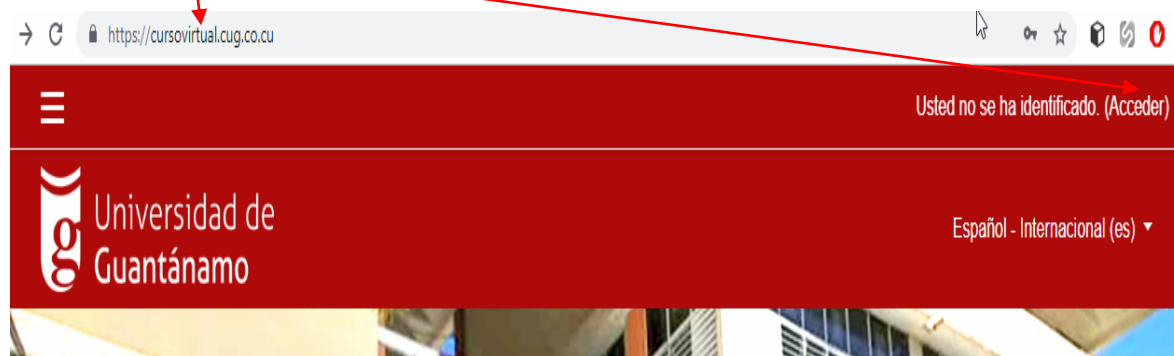 https://cursovirtual.cug.co.cu
Usted no se ha identificado. (Acceder)
g
Universidad de
Guantánamo
Español - Internacional (es)